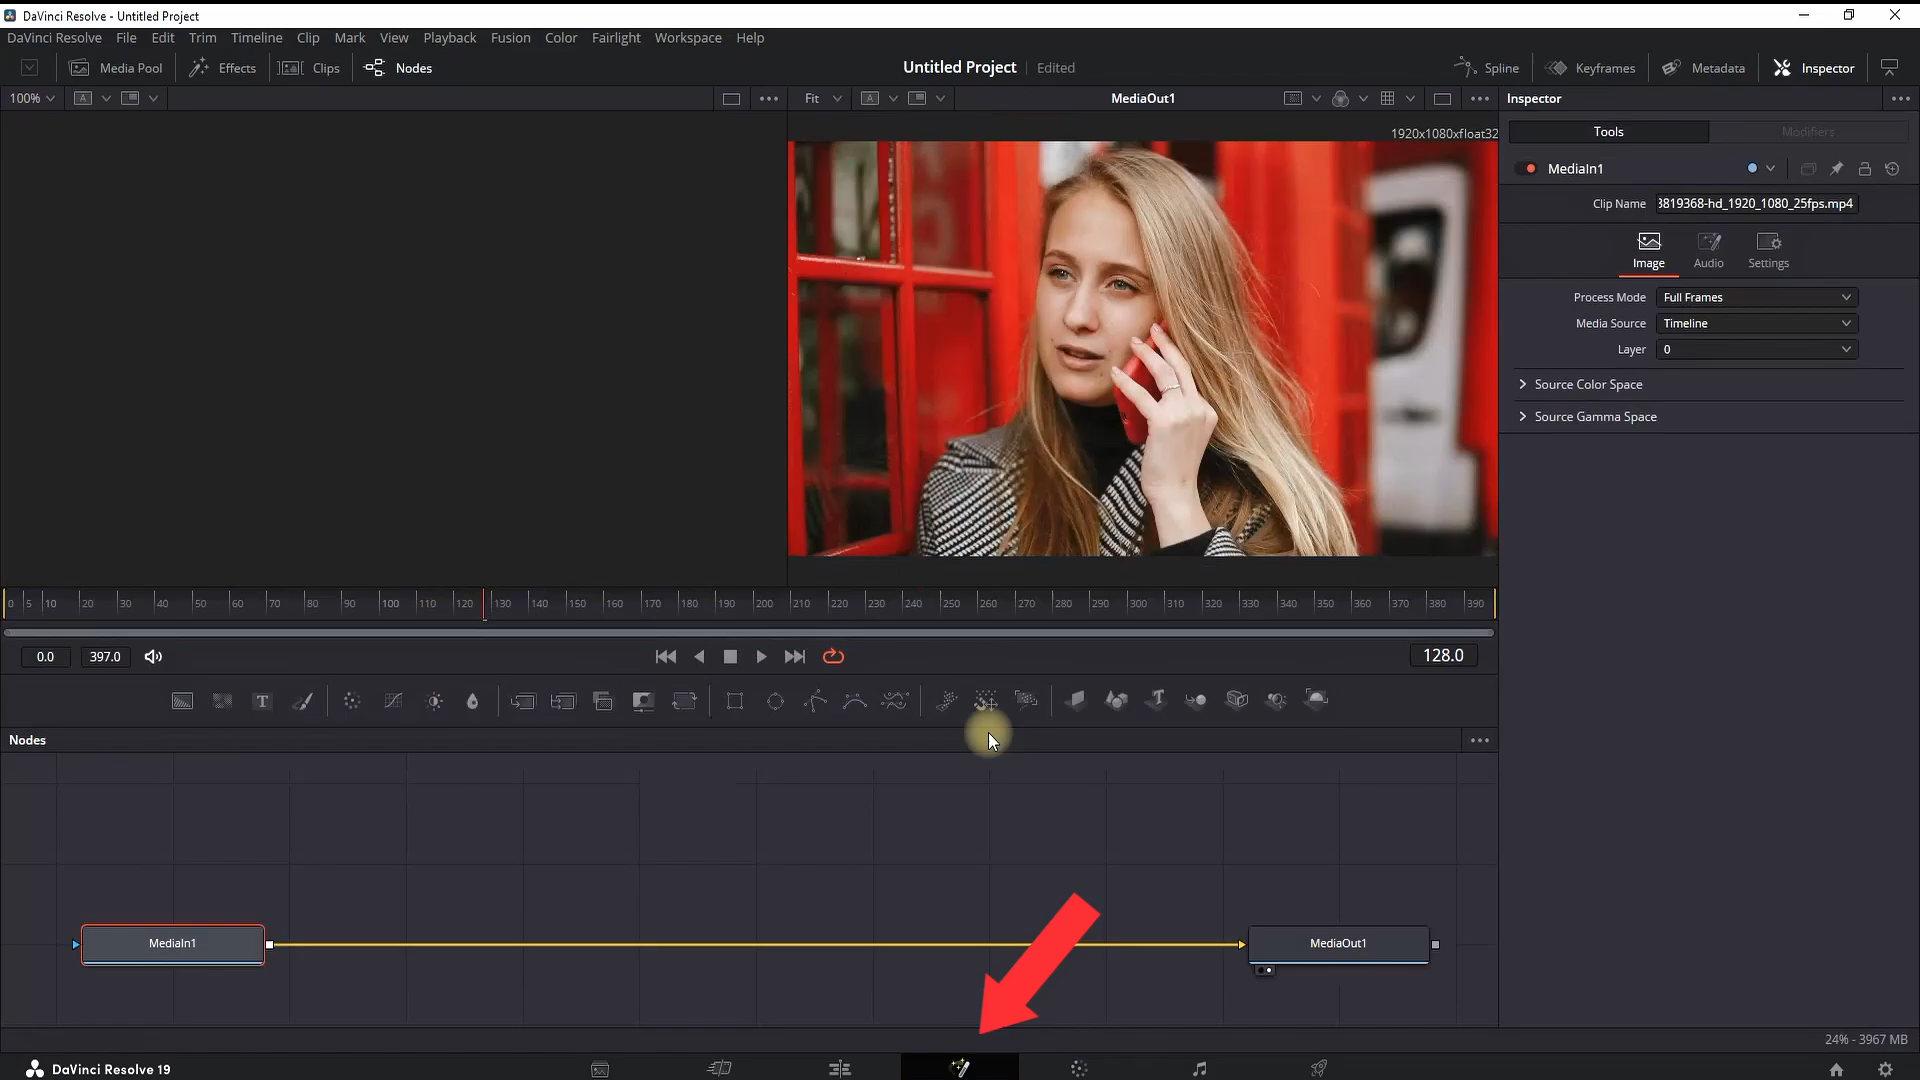 DaVinci Resolve - Untitled Project
DaVinci Resolve File Edit Trim Timeline Clip Mark View Playback Fusion Color Fairlight Workspace Help
Media Pool Effects Clips Nodes Untitled Project Edited Spline Keyframes Metadata Inspector
100% A Fit A MediaOut1 Inspector
1920x1080xfloat32
Tools Modifiers
MediaIn1
Clip Name 3819368-hd_1920_1080_25fps.mp4
Image Audio Settings
Process Mode Full Frames
Media Source Timeline
Layer 0
Source Color Space
Source Gamma Space
0 5 10 20 30 40 50 60 70 80 90 100 110 120 130 140 150 160 170 180 190 200 210 220 230 240 250 260 270 280 290 300 310 320 330 340 350 360 370 380 390
0.0 397.0 128.0
T T
Nodes
MediaIn1 MediaOut1
24% - 3967 MB
DaVinci Resolve 19